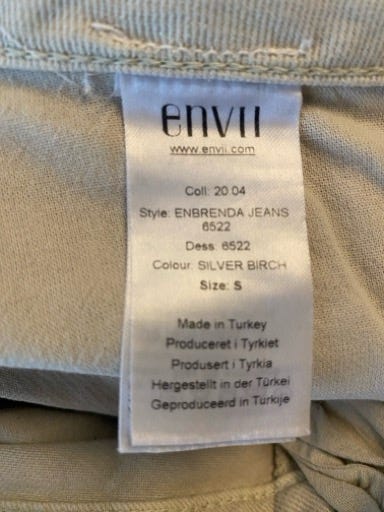 envii
www.envii.com
Coll: 20.04
Style: ENBRENDA JEANS
6522
Dess: 6522
Colour: SILVER BIRCH
Size: S
Made in Turkey
Produceret i Tyrkiet
Produsert i Tyrkia
Hergestellt in der Türkei
Geproduceerd in Turkije